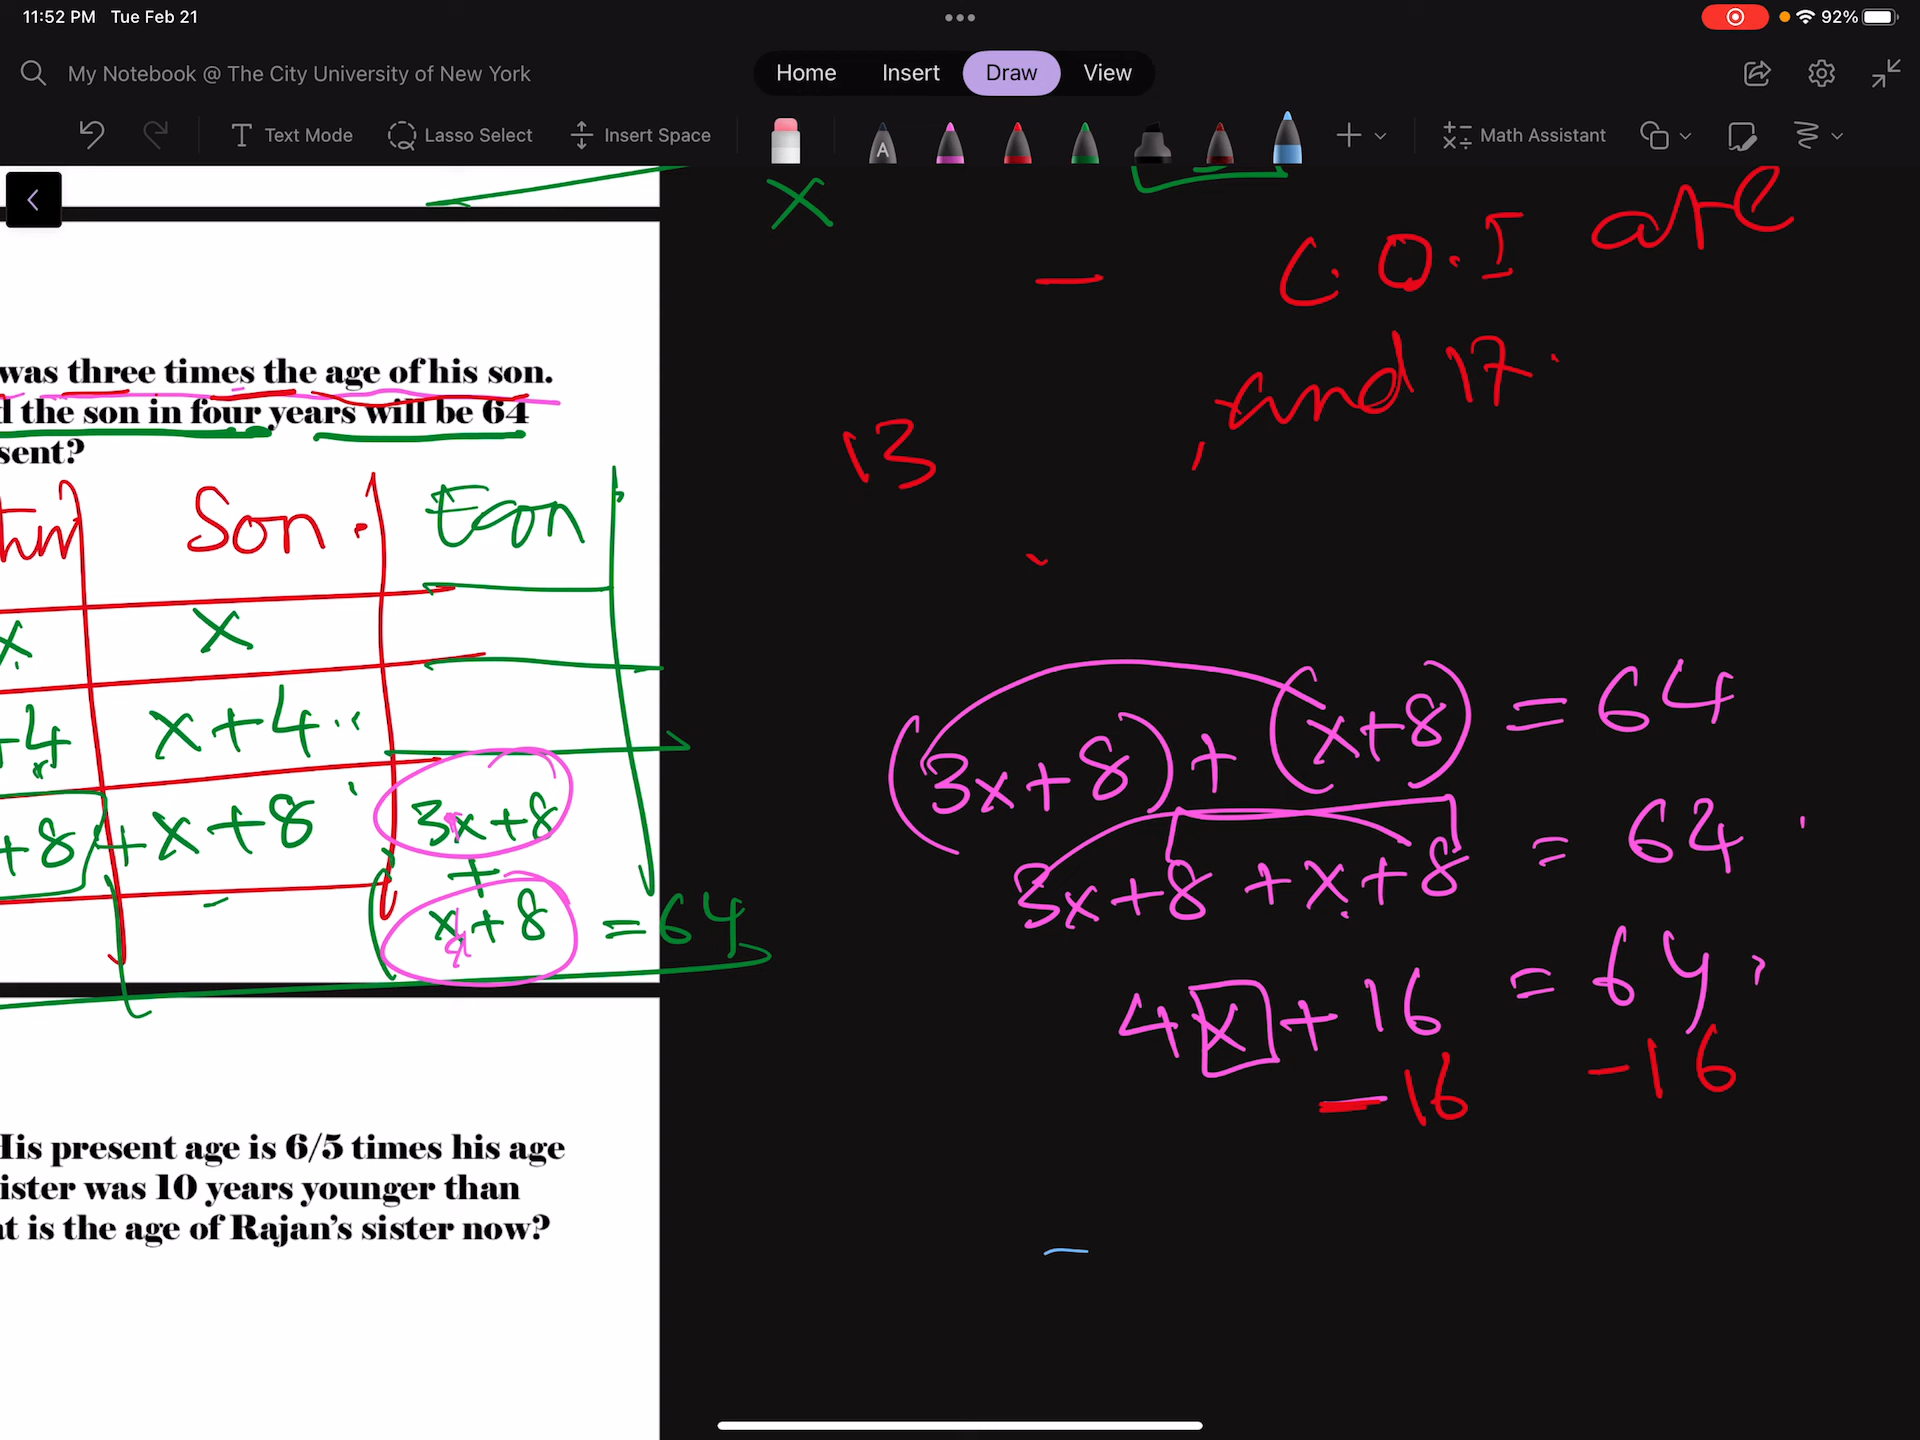 11:52 PM Tue Feb 21
92%
My Notebook @ The City University of New York
Home Insert Draw View
Text Mode Lasso Select Insert Space
A
Math Assistant
X
- C.O.I are
13 , and 17.
was three times the age of his son.
d the son in four years will be 64
sent?
Son. Eqn
x x
+4 x+4
+8 + x+8 3x+8
+
x+8 = 64
(3x+8) + (x+8) = 64
3x+8 +x+8 = 64
4x+16 = 64
-16 -16
His present age is 6/5 times his age
ister was 10 years younger than
at is the age of Rajan's sister now?